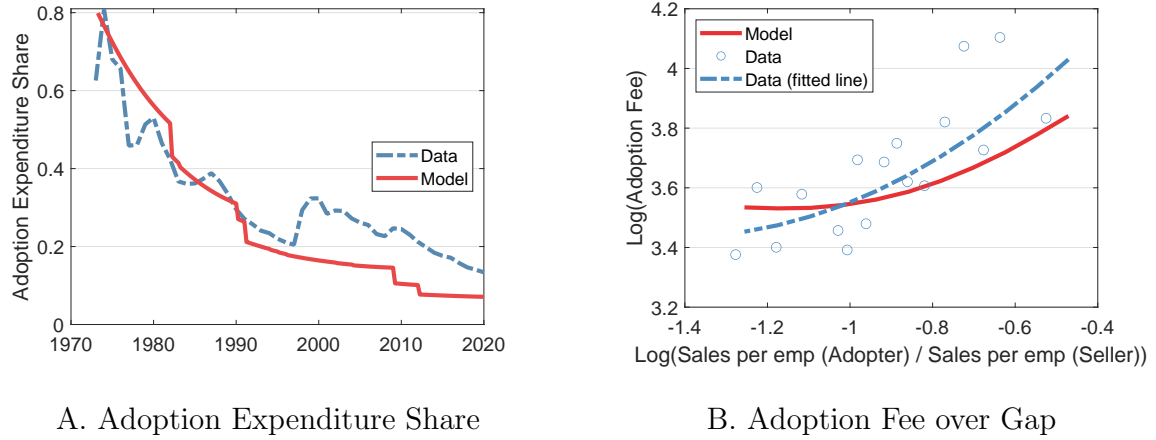 Adoption Expenditure Share
0.8
0.6
0.4
0.2
0
1970 1980 1990 2000 2010 2020
Data
Model
A. Adoption Expenditure Share
Log(Adoption Fee)
4.2
4
3.8
3.6
3.4
3.2
-1.4 -1.2 -1 -0.8 -0.6 -0.4
Log(Sales per emp (Adopter) / Sales per emp (Seller))
Model
Data
Data (fitted line)
B. Adoption Fee over Gap